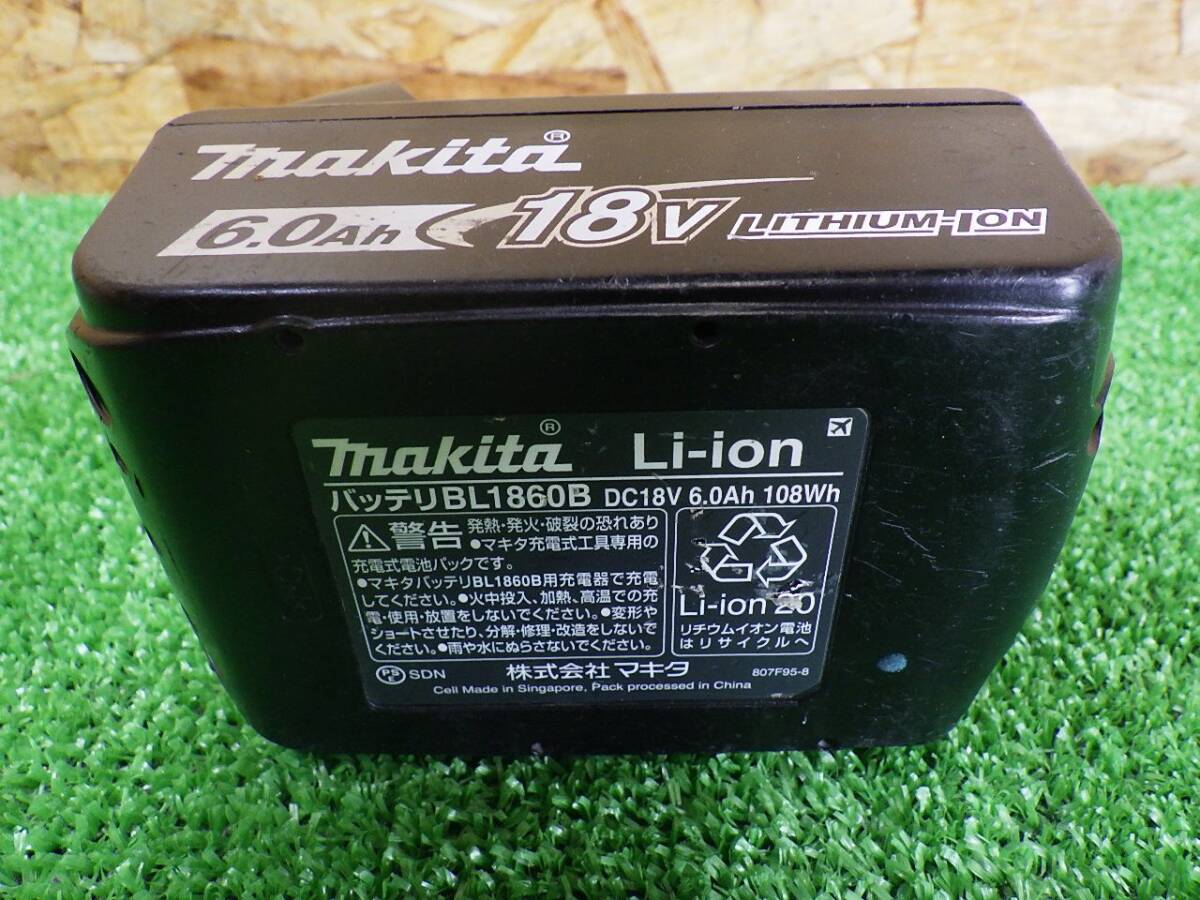 makita®
6.0Ah 18V LITHIUM-ION
makita® Li-ion
バッテリBL1860B DC18V 6.0Ah 108Wh
警告 発熱・発火・破裂の恐れあり
●マキタ充電式工具専用の
充電式電池パックです。
●マキタバッテリBL1860B用充電器で充電
してください。●火中投入、加熱、高温での充
電・使用・放置をしないでください。●変形や
ショートさせたり、分解・修理・改造をしないで
ください。●雨や水にぬらさないでください。
Li-ion 20
リチウムイオン電池
はリサイクルへ
PS SDN 株式会社 マキタ 807F95-8
Cell Made in Singapore, Pack processed in China